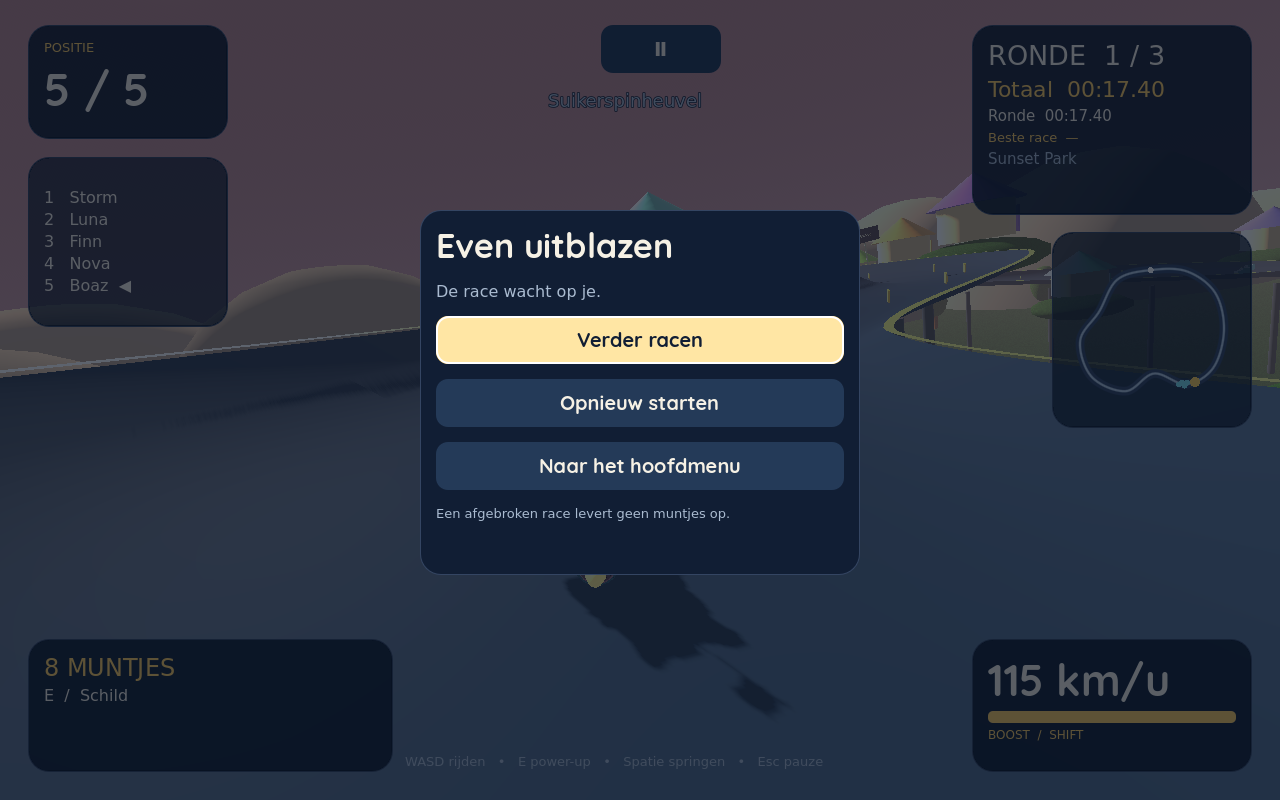 POSITIE
5 / 5
Suikerspinheuvel
RONDE 1 / 3
Totaal 00:17.40
Ronde 00:17.40
Beste race —
Sunset Park
1 Storm
2 Luna
3 Finn
4 Nova
5 Boaz ◀
Even uitblazen
De race wacht op je.
Verder racen
Opnieuw starten
Naar het hoofdmenu
Een afgebroken race levert geen muntjes op.
8 MUNTJES
E / Schild
115 km/u
BOOST / SHIFT
WASD rijden • E power-up • Spatie springen • Esc pauze